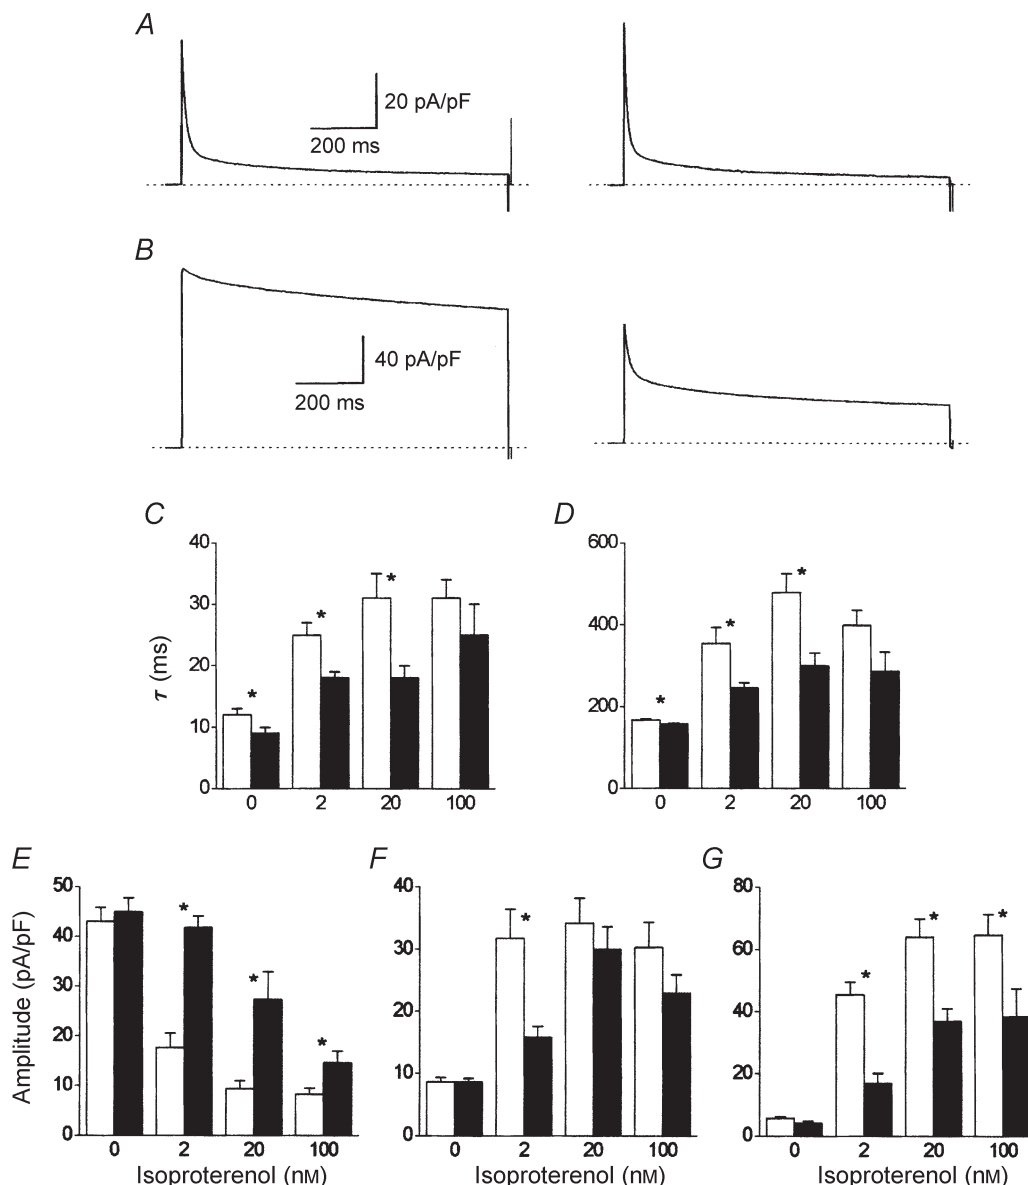 A
20 pA/pF
200 ms
B
40 pA/pF
200 ms
C
D
τ (ms)
40
30
20
10
0
*
*
*
0 2 20 100
600
400
200
0
*
*
*
0 2 20 100
E
F
G
Amplitude (pA/pF)
50
40
30
20
10
0
*
*
*
0 2 20 100
Isoproterenol (nM)
40
30
20
10
0
*
0 2 20 100
Isoproterenol (nM)
80
60
40
20
0
*
*
*
0 2 20 100
Isoproterenol (nM)